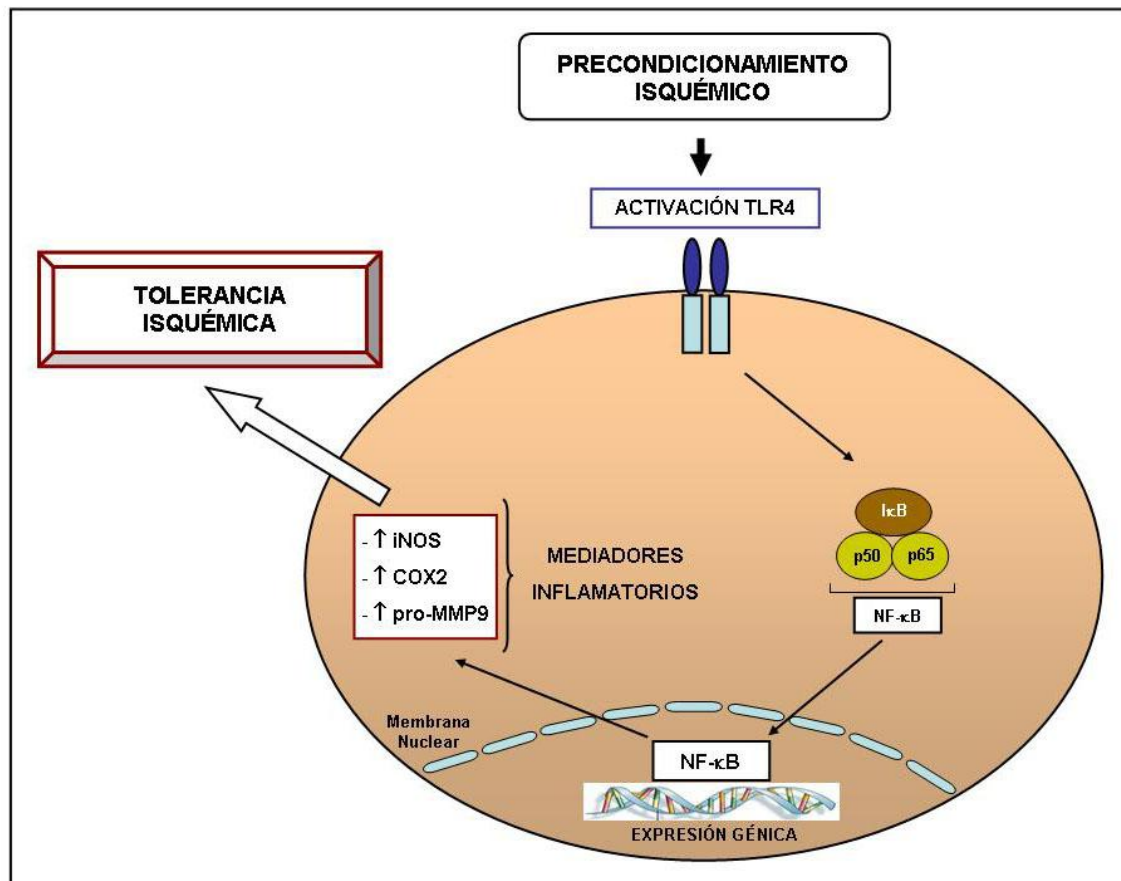 PRECONDICIONAMIENTO
ISQUÉMICO
ACTIVACIÓN TLR4
TOLERANCIA
ISQUÉMICA
IκB
p50 p65
NF-κB
- ↑ iNOS
- ↑ COX2
- ↑ pro-MMP9
MEDIADORES
INFLAMATORIOS
Membrana
Nuclear
NF-κB
EXPRESIÓN GÉNICA